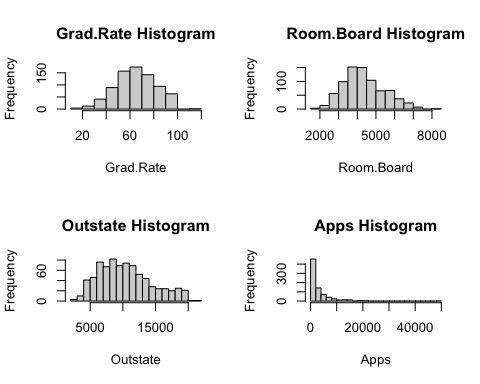 Grad.Rate Histogram
Frequency
0
150
20
60
100
Grad.Rate
Room.Board Histogram
Frequency
0
100
2000
5000
8000
Room.Board
Outstate Histogram
Frequency
0
60
5000
15000
Outstate
Apps Histogram
Frequency
0
300
0
20000
40000
Apps